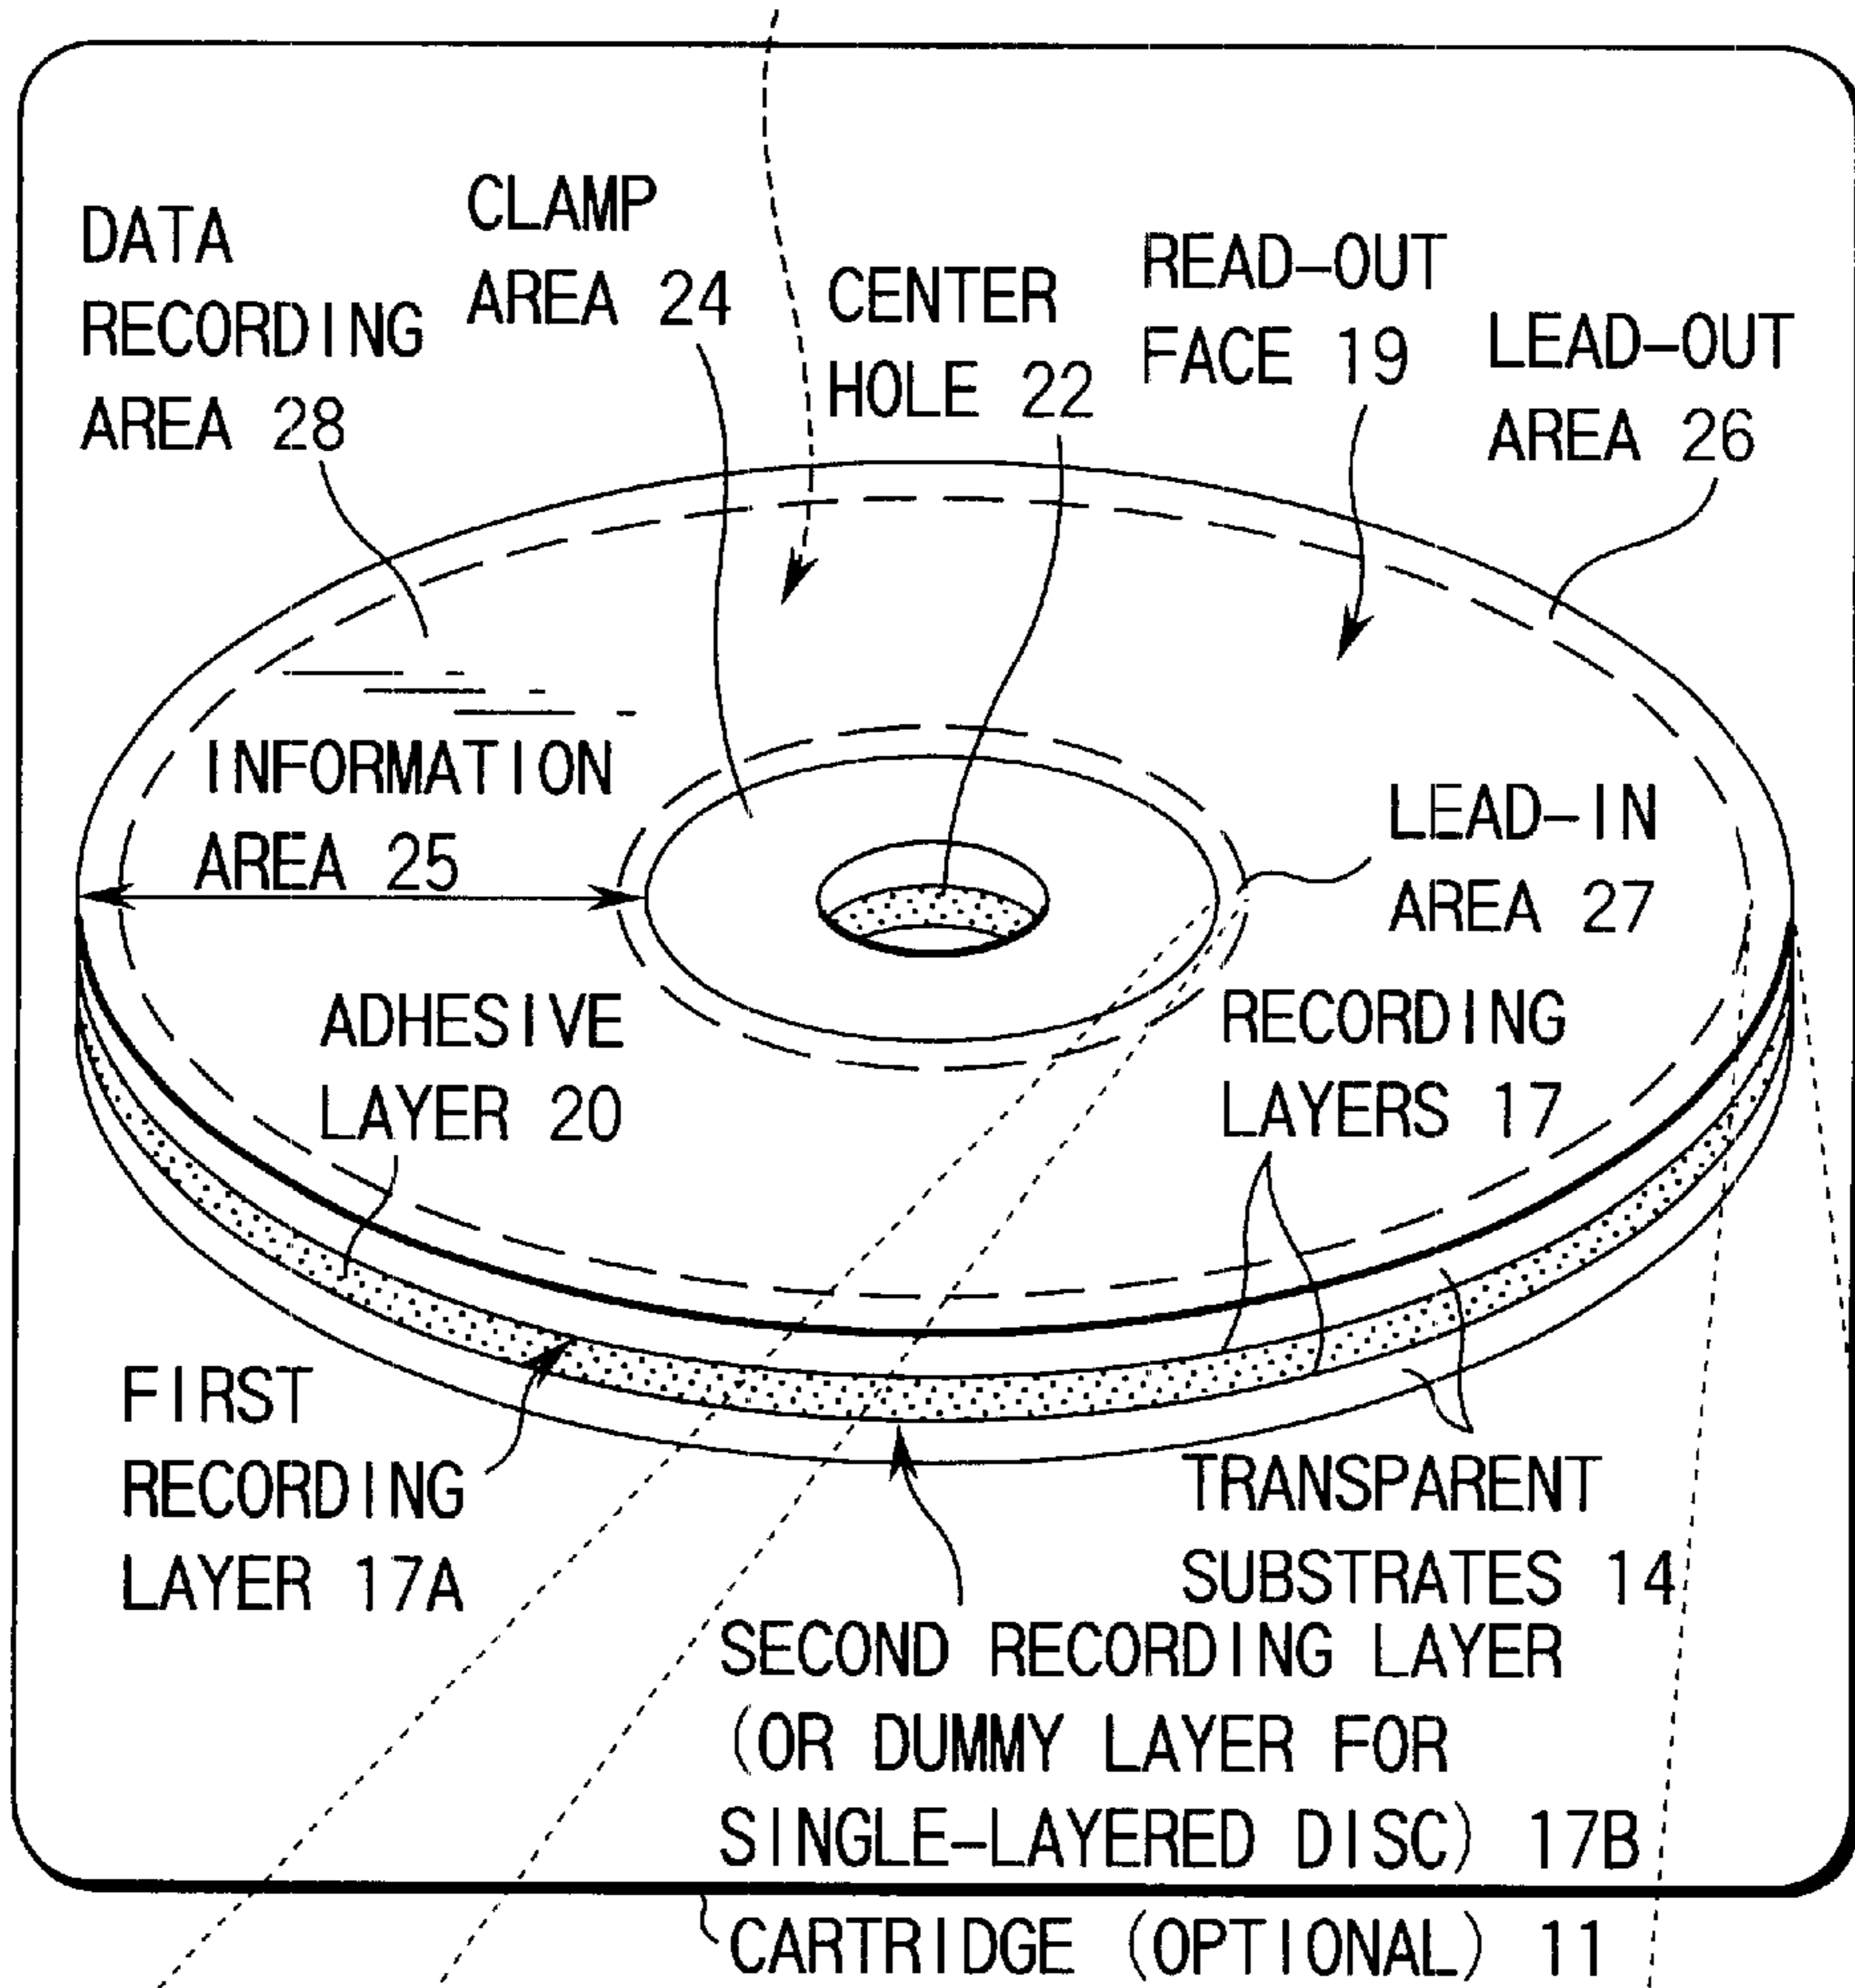 DATA
RECORDING
AREA 28
CLAMP
AREA 24
CENTER
HOLE 22
READ-OUT
FACE 19
LEAD-OUT
AREA 26
INFORMATION
AREA 25
LEAD-IN
AREA 27
ADHESIVE
LAYER 20
RECORDING
LAYERS 17
FIRST
RECORDING
LAYER 17A
TRANSPARENT
SUBSTRATES 14
SECOND RECORDING LAYER
(OR DUMMY LAYER FOR
SINGLE-LAYERED DISC) 17B
CARTRIDGE (OPTIONAL) 11